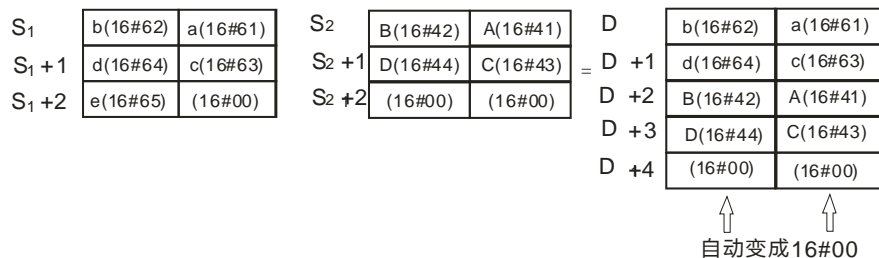 S1 b(16#62) a(16#61) S2 B(16#42) A(16#41) D b(16#62) a(16#61)
S1 +1 d(16#64) c(16#63) S2 +1 D(16#44) C(16#43) = D +1 d(16#64) c(16#63)
S1 +2 e(16#65) (16#00) S2 +2 (16#00) (16#00) D +2 B(16#42) A(16#41)
D +3 D(16#44) C(16#43)
D +4 (16#00) (16#00)
自动变成16#00